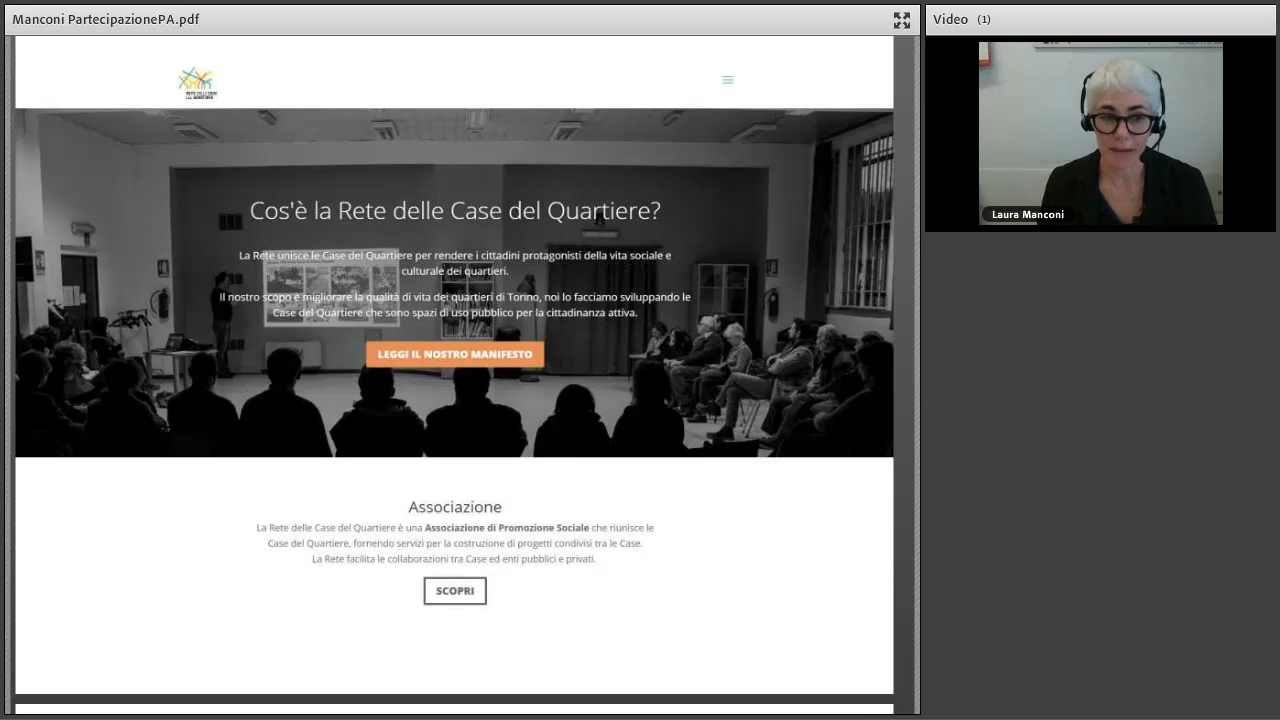 Manconi PartecipazionePA.pdf
Video (1)
Laura Manconi
RETE DELLE CASE
DEL QUARTIERE
Cos'è la Rete delle Case del Quartiere?
La Rete unisce le Case del Quartiere per rendere i cittadini protagonisti della vita sociale e
culturale dei quartieri.
Il nostro scopo è migliorare la qualità di vita dei quartieri di Torino, noi lo facciamo sviluppando le
Case del Quartiere che sono spazi di uso pubblico per la cittadinanza attiva.
LEGGI IL NOSTRO MANIFESTO
Associazione
La Rete delle Case del Quartiere è una Associazione di Promozione Sociale che riunisce le
Case del Quartiere, fornendo servizi per la costruzione di progetti condivisi tra le Case.
La Rete facilita le collaborazioni tra Case ed enti pubblici e privati.
SCOPRI